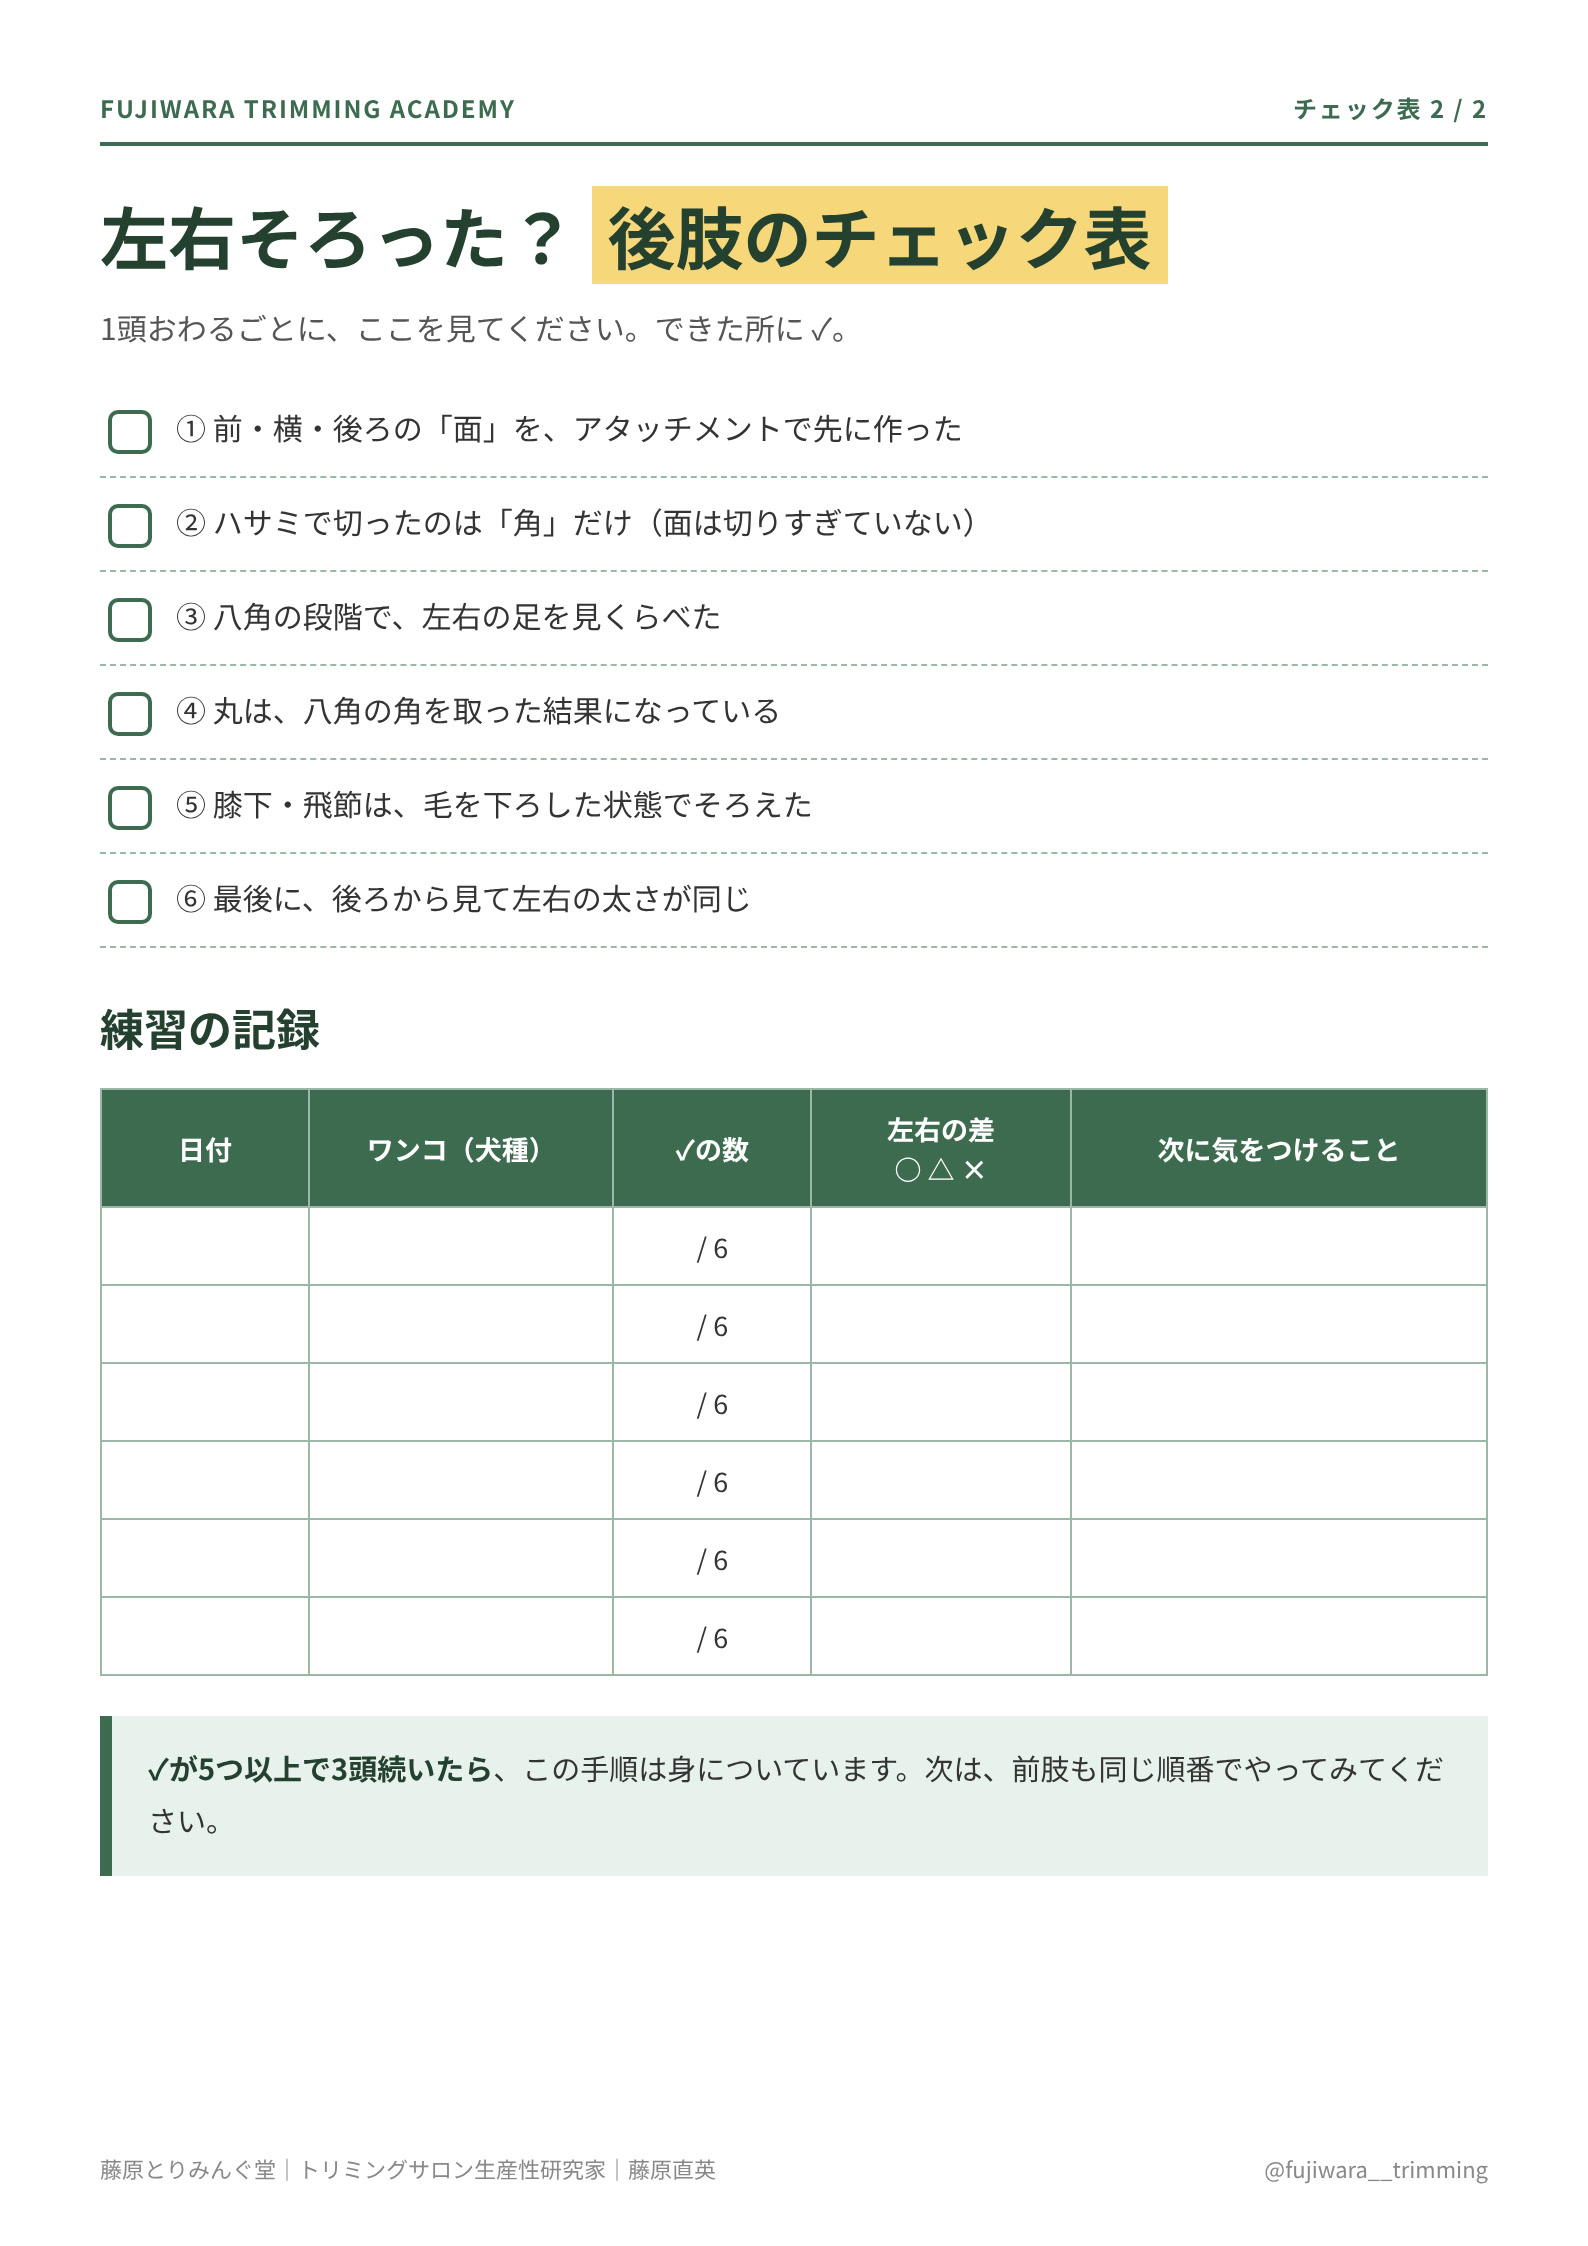 FUJIWARA TRIMMING ACADEMY
チェック表 2 / 2
左右そろった？ 後肢のチェック表
1頭おわるごとに、ここを見てください。できた所に ✓。
① 前・横・後ろの「面」を、アタッチメントで先に作った
② ハサミで切ったのは「角」だけ（面は切りすぎていない）
③ 八角の段階で、左右の足を見くらべた
④ 丸は、八角の角を取った結果になっている
⑤ 膝下・飛節は、毛を下ろした状態でそろえた
⑥ 最後に、後ろから見て左右の太さが同じ
練習の記録
日付 ワンコ（犬種） ✓の数 左右の差 次に気をつけること
○ △ ✕
/ 6
/ 6
/ 6
/ 6
/ 6
/ 6
✓が5つ以上で3頭続いたら、この手順は身についています。次は、前肢も同じ順番でやってみてくだ
さい。
藤原とりみんぐ堂｜トリミングサロン生産性研究家｜藤原直英
@fujiwara__trimming